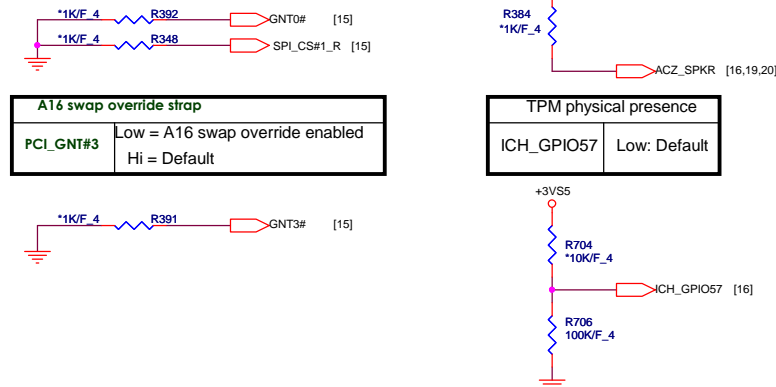 *1K/F_4 R392 GNT0# [15]
*1K/F_4 R348 SPI_CS#1_R [15]
R384
*1K/F_4
ACZ_SPKR [16,19,20]
A16 swap override strap
PCI_GNT#3
Low = A16 swap override enabled
Hi = Default
TPM physical presence
ICH_GPIO57 Low: Default
*1K/F_4 R391 GNT3# [15]
+3VS5
R704
*10K/F_4
ICH_GPIO57 [16]
R706
100K/F_4